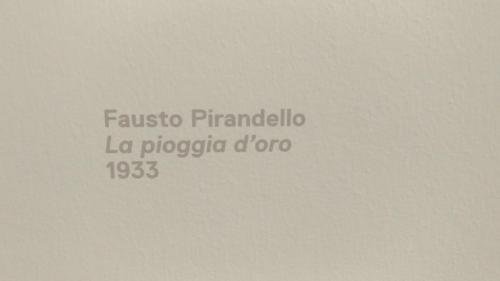 Fausto Pirandello
La pioggia d'oro
1933